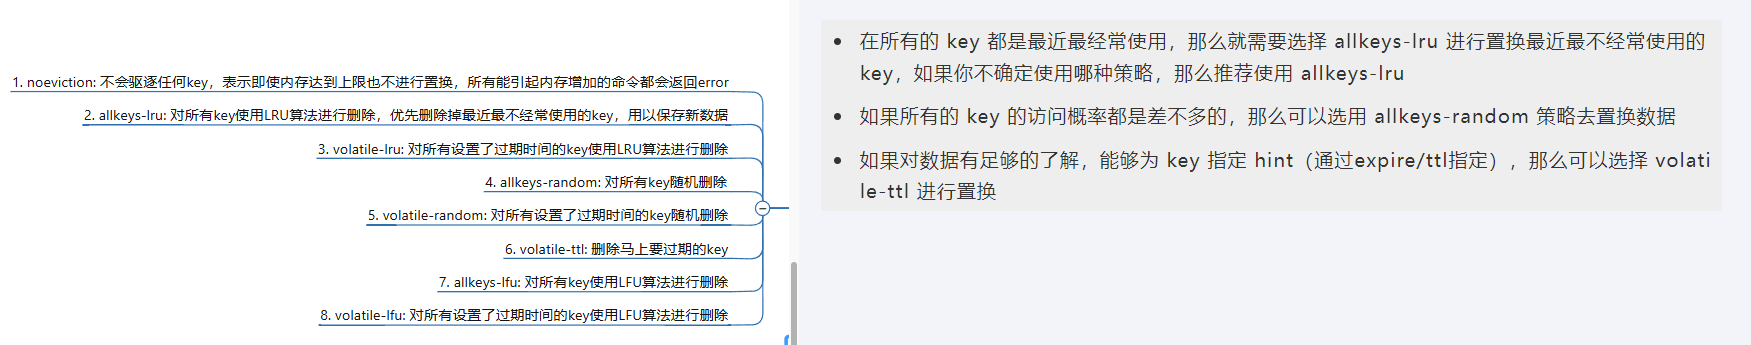 1. noeviction: 不会驱逐任何key，表示即使内存达到上限也不进行置换，所有能引起内存增加的命令都会返回error
2. allkeys-lru: 对所有key使用LRU算法进行删除，优先删除掉最近最不经常使用的key，用以保存新数据
3. volatile-lru: 对所有设置了过期时间的key使用LRU算法进行删除
4. allkeys-random: 对所有key随机删除
5. volatile-random: 对所有设置了过期时间的key随机删除
6. volatile-ttl: 删除马上要过期的key
7. allkeys-lfu: 对所有key使用LFU算法进行删除
8. volatile-lfu: 对所有设置了过期时间的key使用LFU算法进行删除
• 在所有的 key 都是最近最经常使用，那么就需要选择 allkeys-lru 进行置换最近最不经常使用的
key，如果你不确定使用哪种策略，那么推荐使用 allkeys-lru
• 如果所有的 key 的访问概率都是差不多的，那么可以选用 allkeys-random 策略去置换数据
• 如果对数据有足够的了解，能够为 key 指定 hint（通过expire/ttl指定），那么可以选择 volati
le-ttl 进行置换